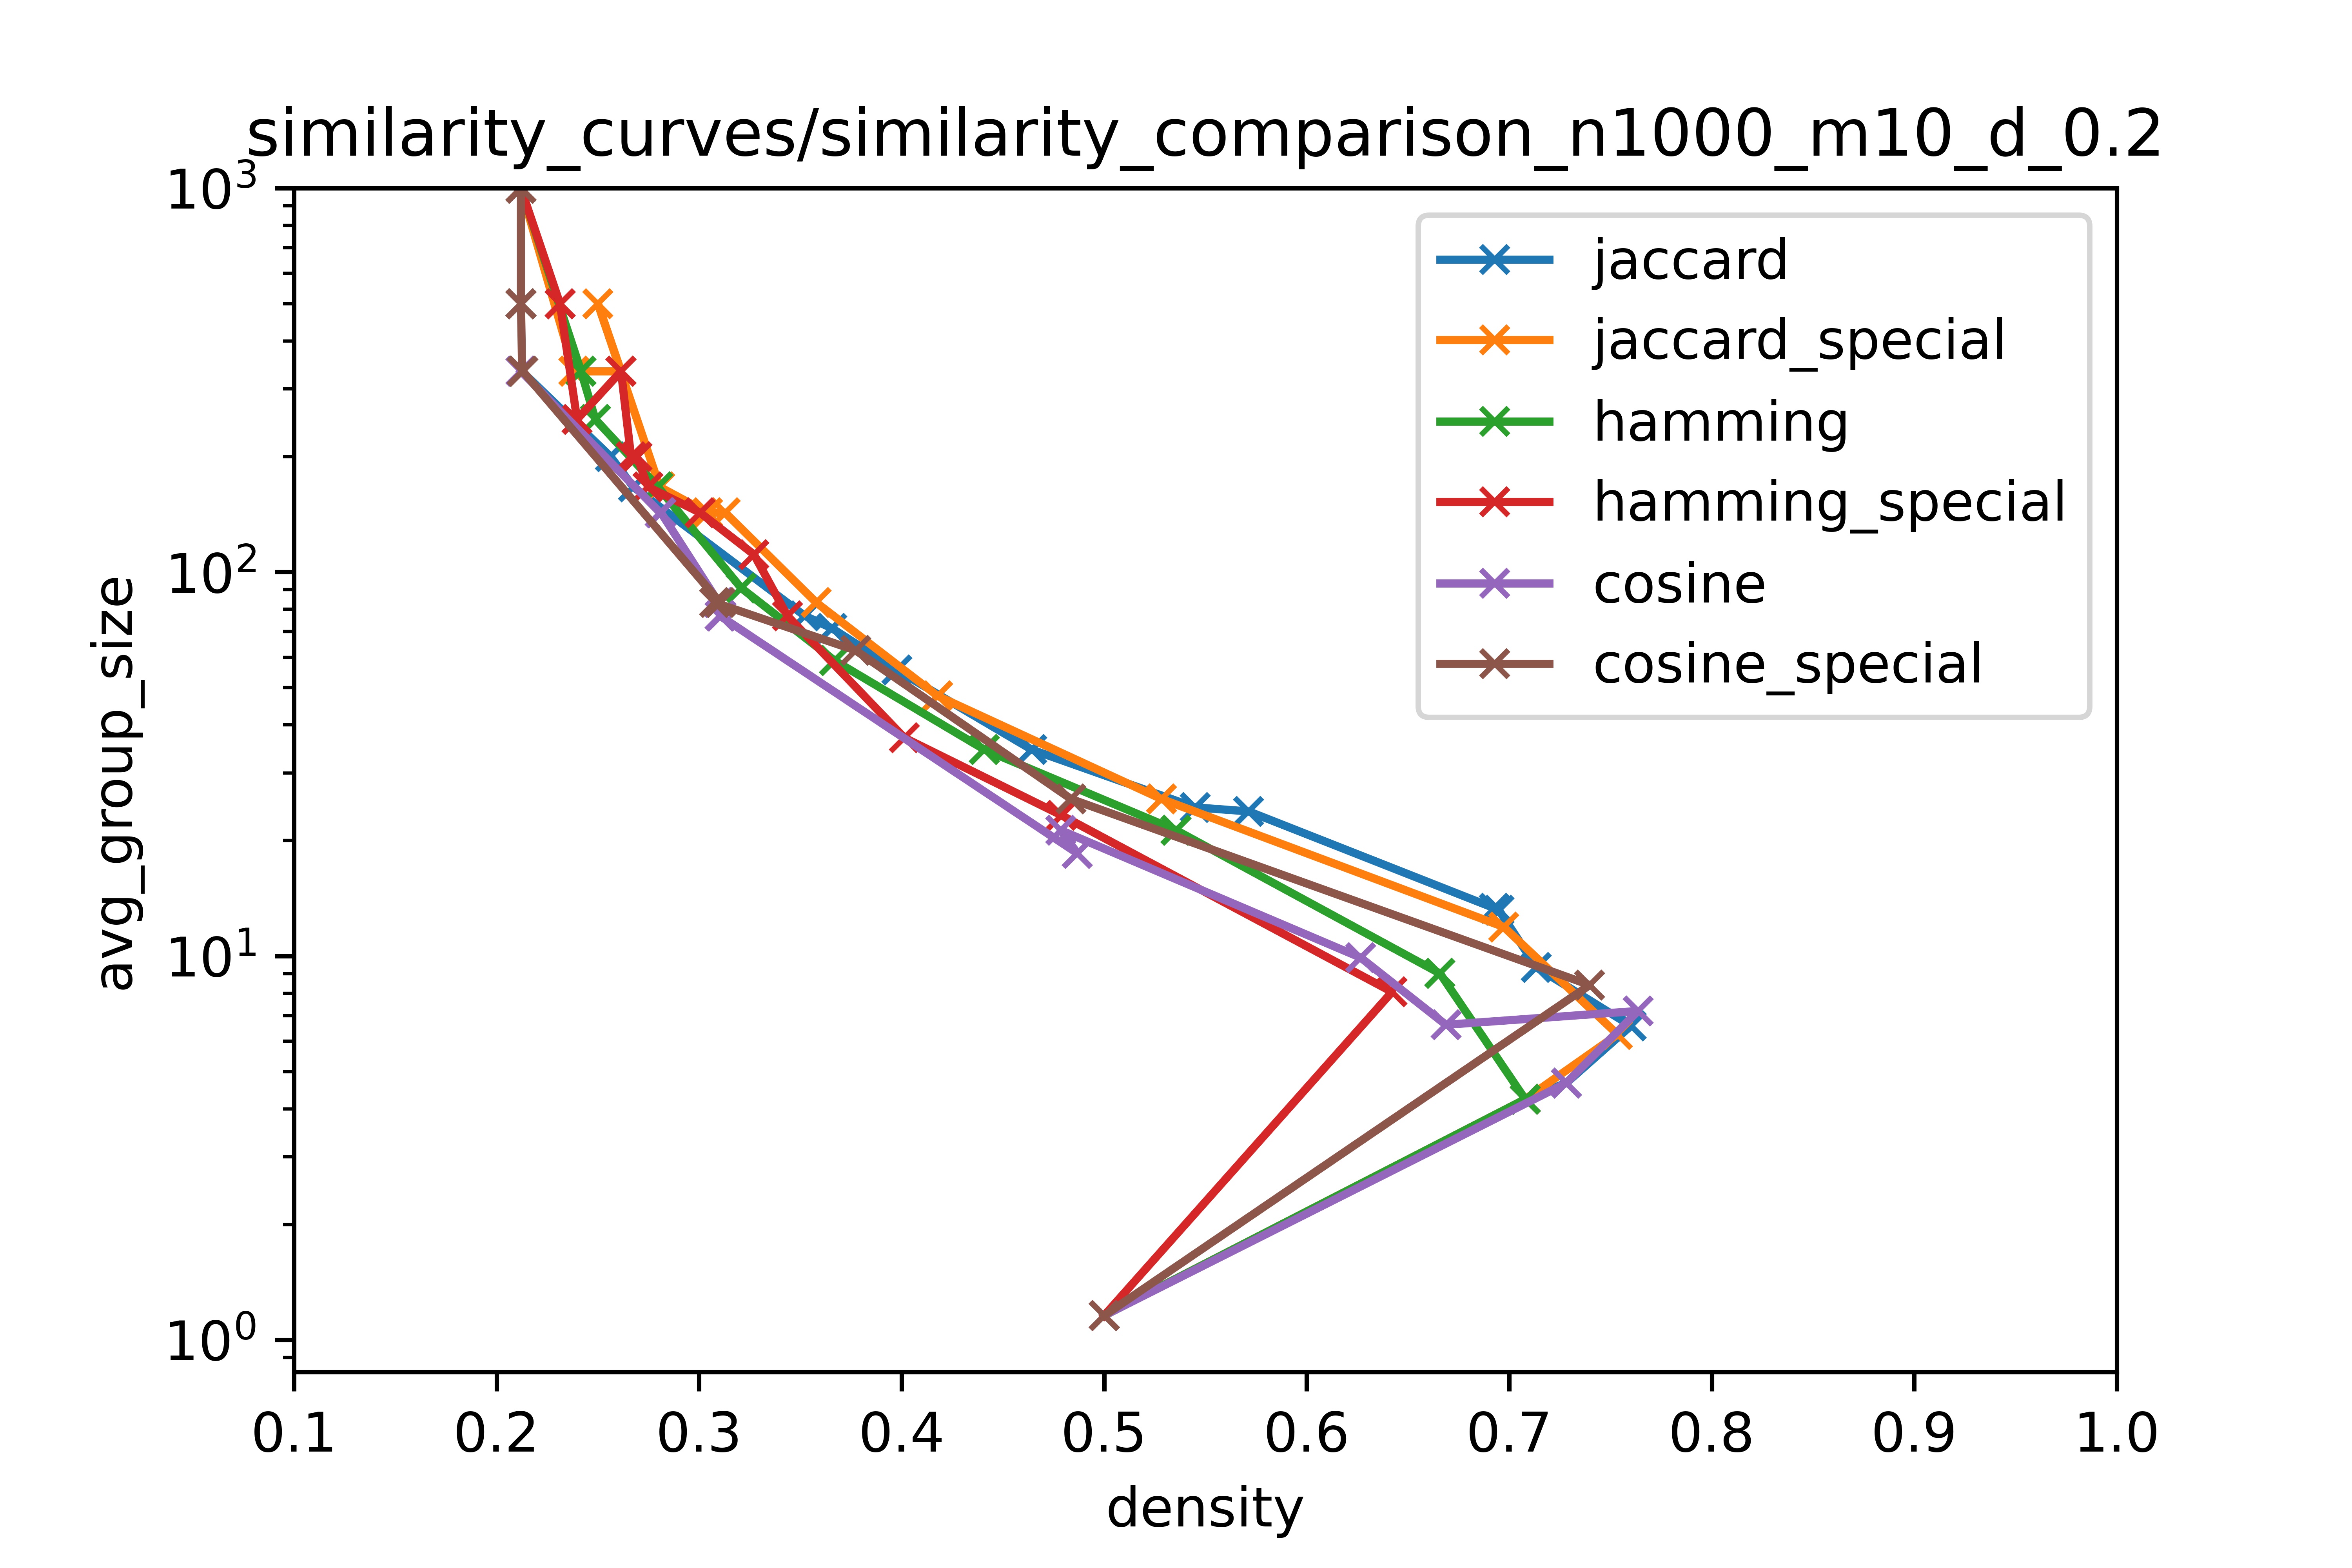 similarity_curves/similarity_comparison_n1000_m10_d_0.2
10³
10²
10¹
10⁰
avg_group_size
jaccard
jaccard_special
hamming
hamming_special
cosine
cosine_special
0.1 0.2 0.3 0.4 0.5 0.6 0.7 0.8 0.9 1.0
density